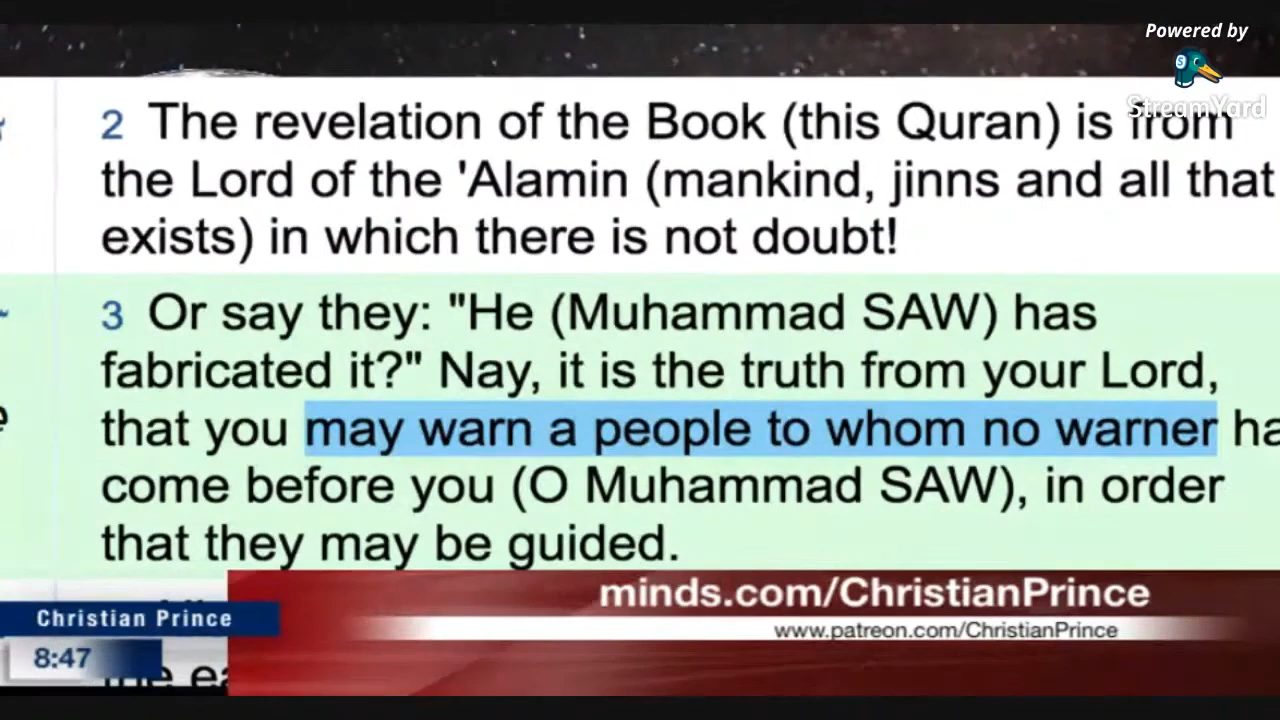 Powered by
StreamYard
2 The revelation of the Book (this Quran) is from
the Lord of the 'Alamin (mankind, jinns and all that
exists) in which there is not doubt!
3 Or say they: "He (Muhammad SAW) has
fabricated it?" Nay, it is the truth from your Lord,
that you may warn a people to whom no warner
come before you (O Muhammad SAW), in order
that they may be guided.
minds.com/ChristianPrince
www.patreon.com/ChristianPrince
Christian Prince
8:47